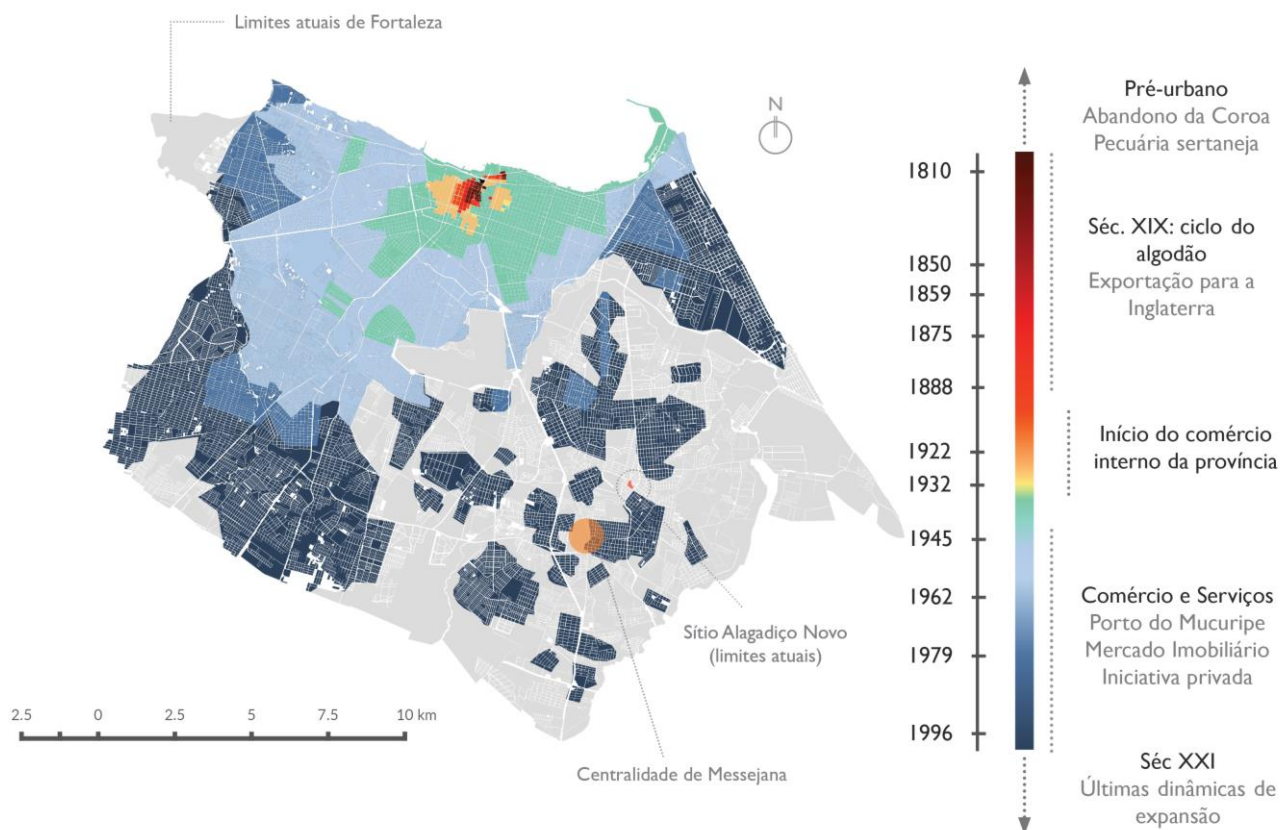 Limites atuais de Fortaleza
N
Sítio Alagadiço Novo
(limites atuais)
Centralidade de Messejana
2.5 0 2.5 5 7.5 10 km
1810
1850
1859
1875
1888
1922
1932
1945
1962
1979
1996
Pré-urbano
Abandono da Coroa
Pecuária sertaneja
Séc. XIX: ciclo do
algodão
Exportação para a
Inglaterra
Início do comércio
interno da província
Comércio e Serviços
Porto do Mucuripe
Mercado Imobiliário
Iniciativa privada
Séc XXI
Últimas dinâmicas de
expansão